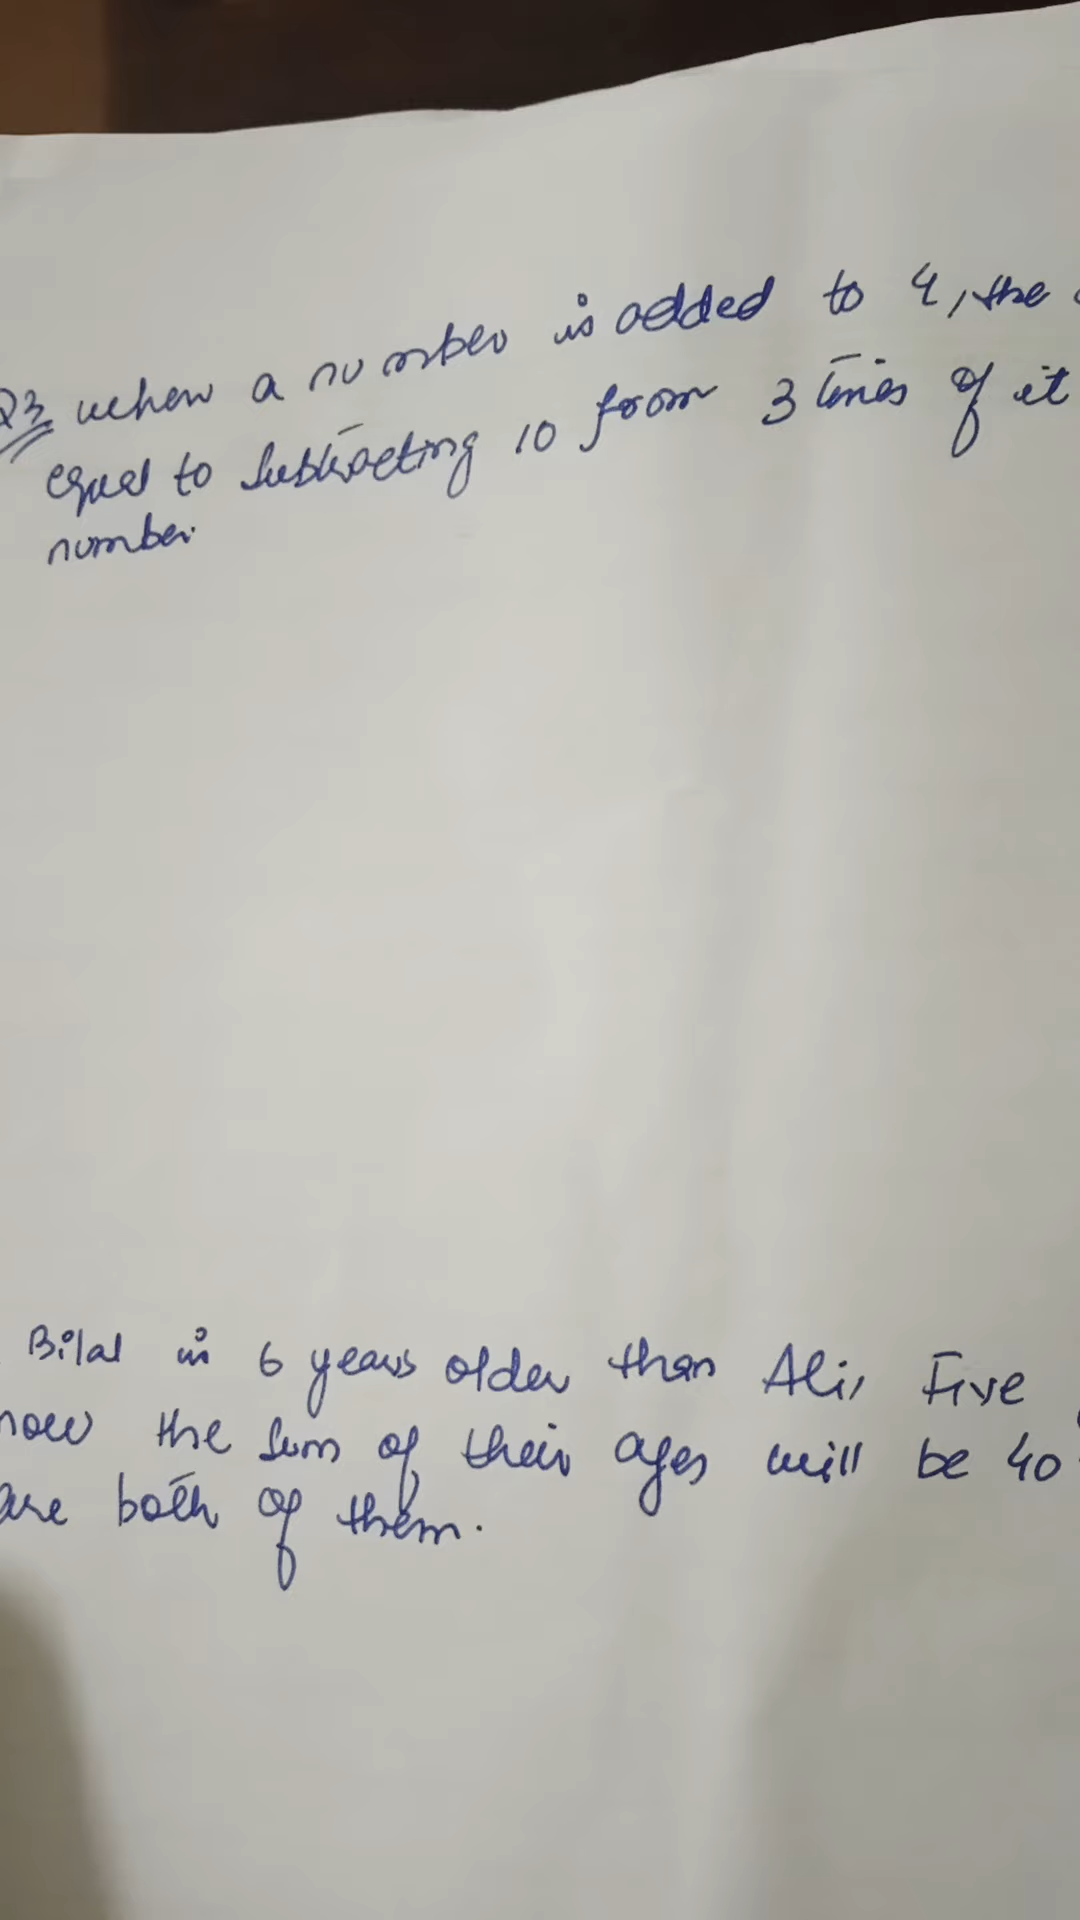 Q3 when a number is added to 4, the
equal to subtracting 10 from 3 times of it
number.
Bilal is 6 years older than Ali, Five
now the sum of their ages will be 40
are both of them.